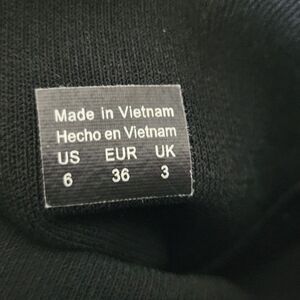 Made in Vietnam
Hecho en Vietnam
US EUR UK
6 36 3